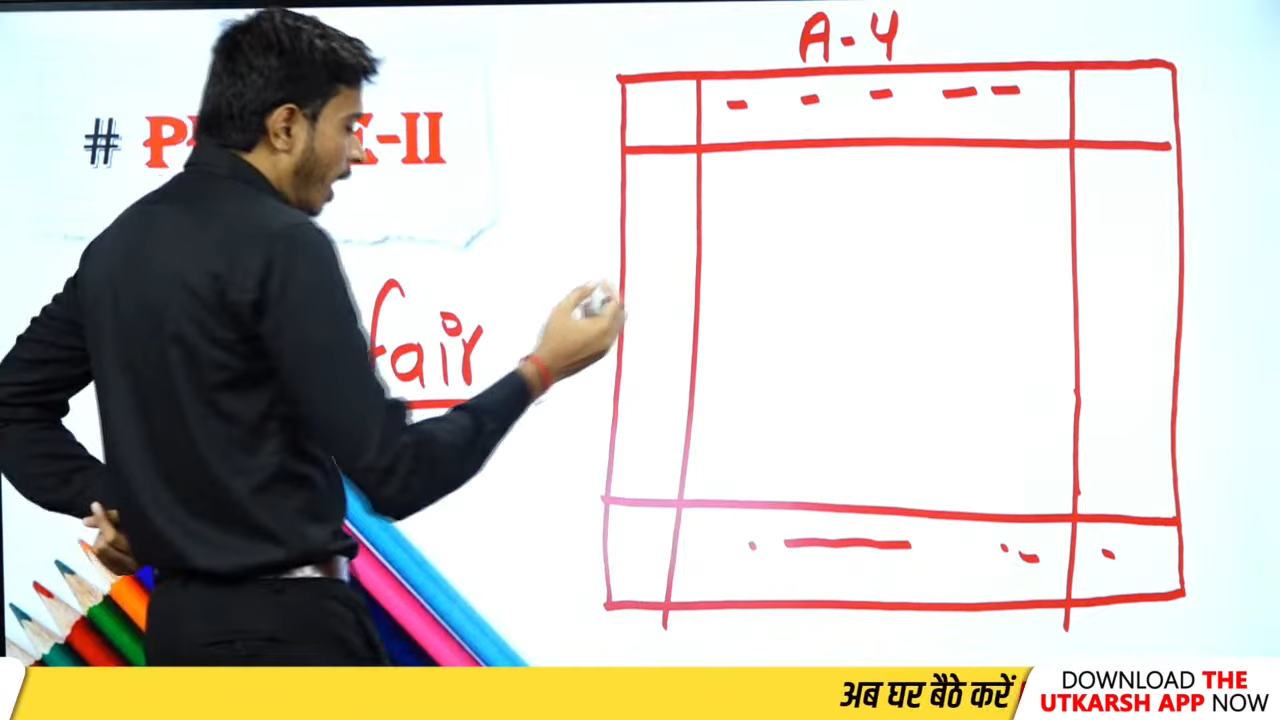 A-4
#
E-II
fair
अब घर बैठे करें
DOWNLOAD THE
UTKARSH APP NOW